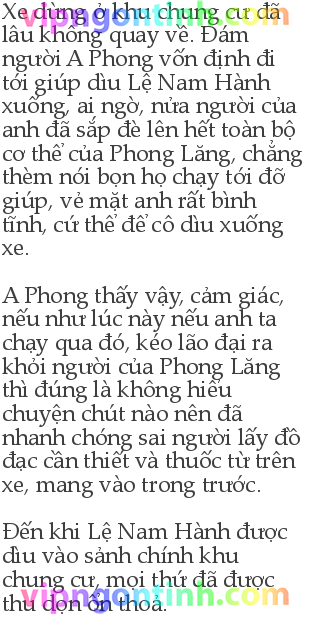 vipngontinh.com
Xe dừng ở khu chung cư đã
lâu không quay về. Đám
người A Phong vốn định đi
tới giúp dìu Lệ Nam Hành
xuống, ai ngờ, nửa người của
anh đã sắp đè lên hết toàn bộ
cơ thể của Phong Lăng, chẳng
thèm nói bọn họ chạy tới đỡ
giúp, vẻ mặt anh rất bình
tĩnh, cứ thể để cô dìu xuống
xe.
A Phong thấy vậy, cảm giác,
nếu như lúc này nếu anh ta
chạy qua đó, kéo lão đại ra
khỏi người của Phong Lăng
thì đúng là không hiểu
chuyện chút nào nên đã
nhanh chóng sai người lấy đồ
đạc cần thiết và thuốc từ trên
xe, mang vào trong trước.
Đến khi Lệ Nam Hành được
dìu vào sảnh chính khu
chung cư, mọi thứ đã được
thu dọn ổn thoả.
vipngontinh.com